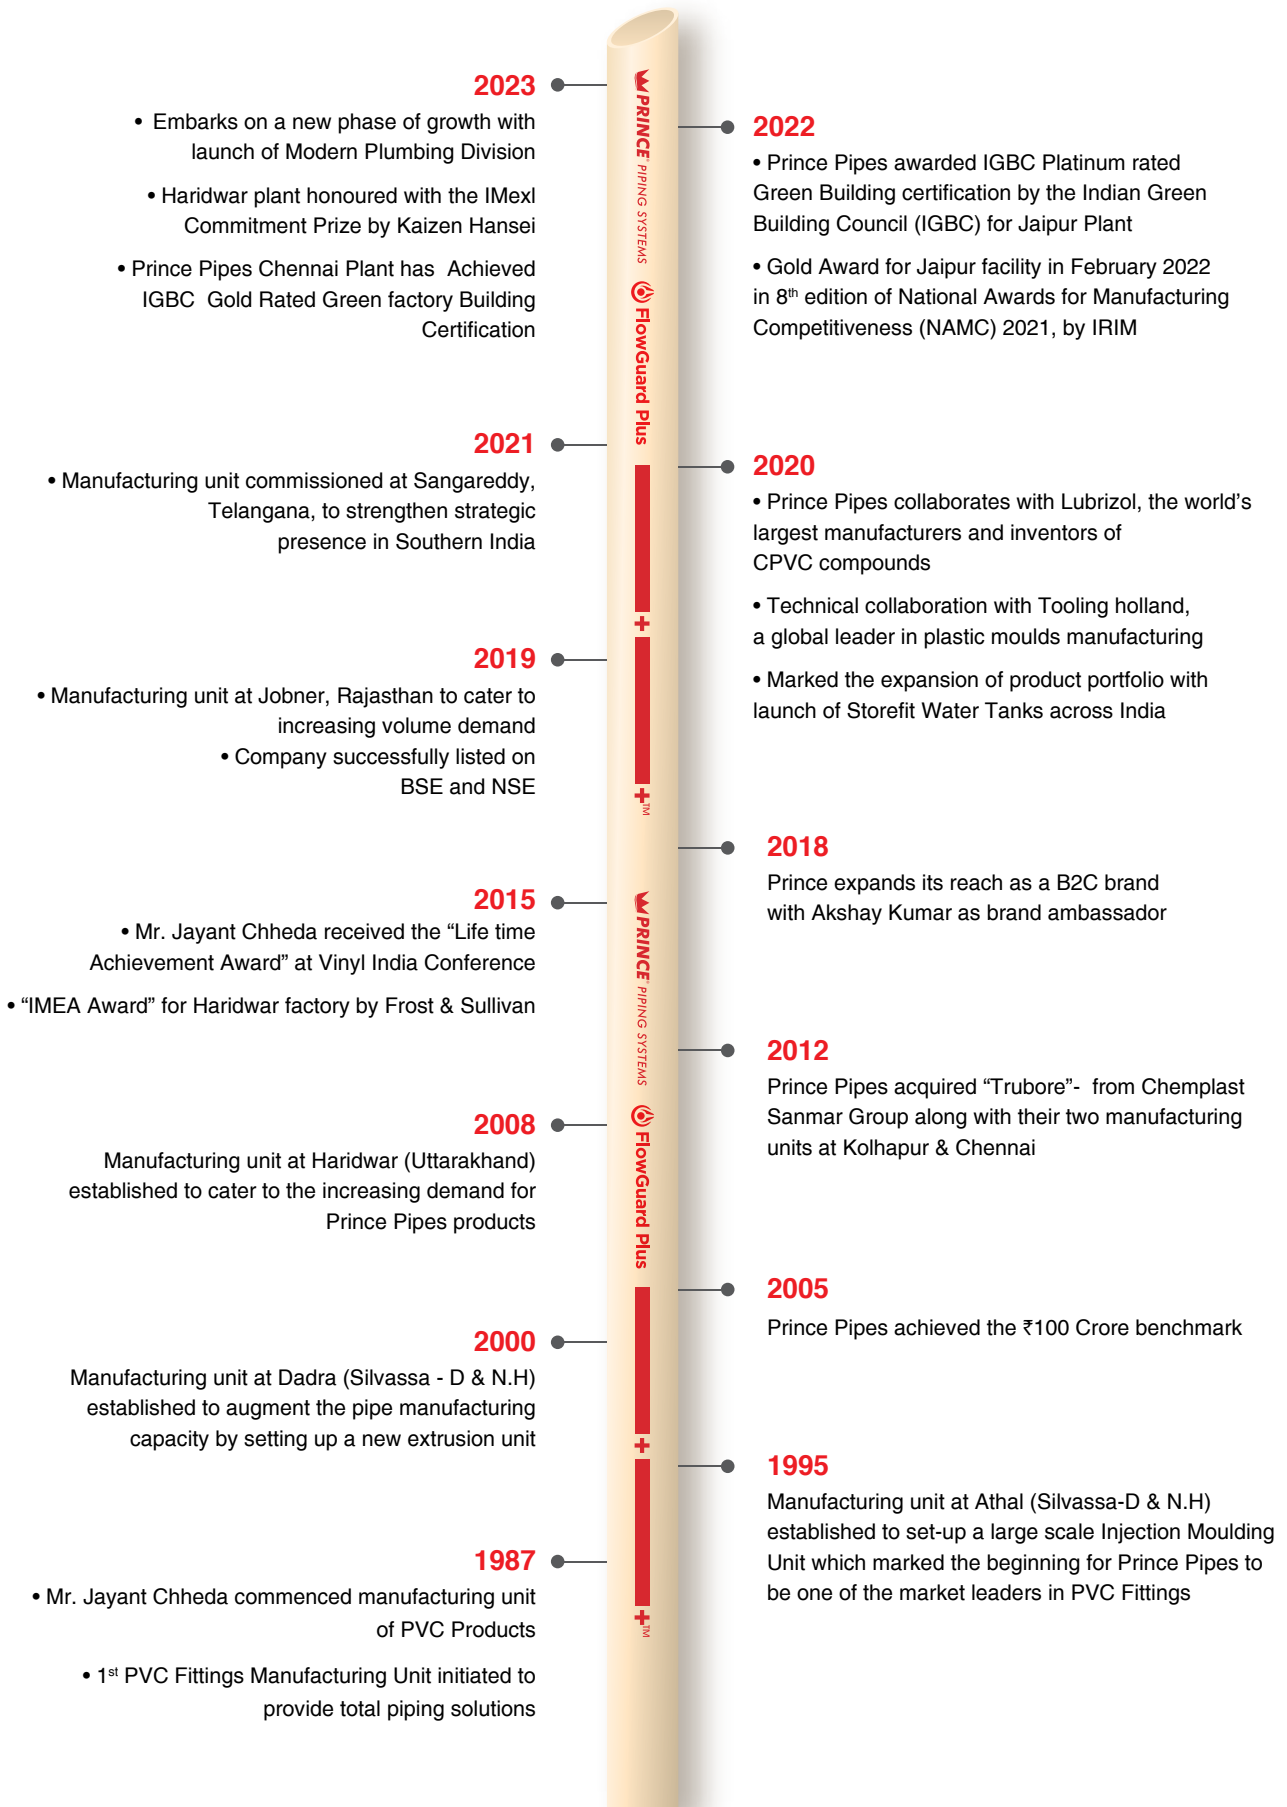 2023
• Embarks on a new phase of growth with
launch of Modern Plumbing Division
• Haridwar plant honoured with the IMexI
Commitment Prize by Kaizen Hansei
• Prince Pipes Chennai Plant has Achieved
IGBC Gold Rated Green factory Building
Certification
2022
• Prince Pipes awarded IGBC Platinum rated
Green Building certification by the Indian Green
Building Council (IGBC) for Jaipur Plant
• Gold Award for Jaipur facility in February 2022
in 8th edition of National Awards for Manufacturing
Competitiveness (NAMC) 2021, by IRIM
2021
• Manufacturing unit commissioned at Sangareddy,
Telangana, to strengthen strategic
presence in Southern India
2020
• Prince Pipes collaborates with Lubrizol, the world’s
largest manufacturers and inventors of
CPVC compounds
• Technical collaboration with Tooling holland,
a global leader in plastic moulds manufacturing
• Marked the expansion of product portfolio with
launch of Storefit Water Tanks across India
2019
• Manufacturing unit at Jobner, Rajasthan to cater to
increasing volume demand
• Company successfully listed on
BSE and NSE
2018
Prince expands its reach as a B2C brand
with Akshay Kumar as brand ambassador
2015
• Mr. Jayant Chheda received the “Life time
Achievement Award” at Vinyl India Conference
• “IMEA Award” for Haridwar factory by Frost & Sullivan
2012
Prince Pipes acquired “Trubore”- from Chemplast
Sanmar Group along with their two manufacturing
units at Kolhapur & Chennai
2008
Manufacturing unit at Haridwar (Uttarakhand)
established to cater to the increasing demand for
Prince Pipes products
2005
Prince Pipes achieved the ₹100 Crore benchmark
2000
Manufacturing unit at Dadra (Silvassa - D & N.H)
established to augment the pipe manufacturing
capacity by setting up a new extrusion unit
1995
Manufacturing unit at Athal (Silvassa-D & N.H)
established to set-up a large scale Injection Moulding
Unit which marked the beginning for Prince Pipes to
be one of the market leaders in PVC Fittings
1987
• Mr. Jayant Chheda commenced manufacturing unit
of PVC Products
• 1st PVC Fittings Manufacturing Unit initiated to
provide total piping solutions
PRINCE PIPING SYSTEMS FlowGuard Plus ™
PRINCE PIPING SYSTEMS FlowGuard Plus ™